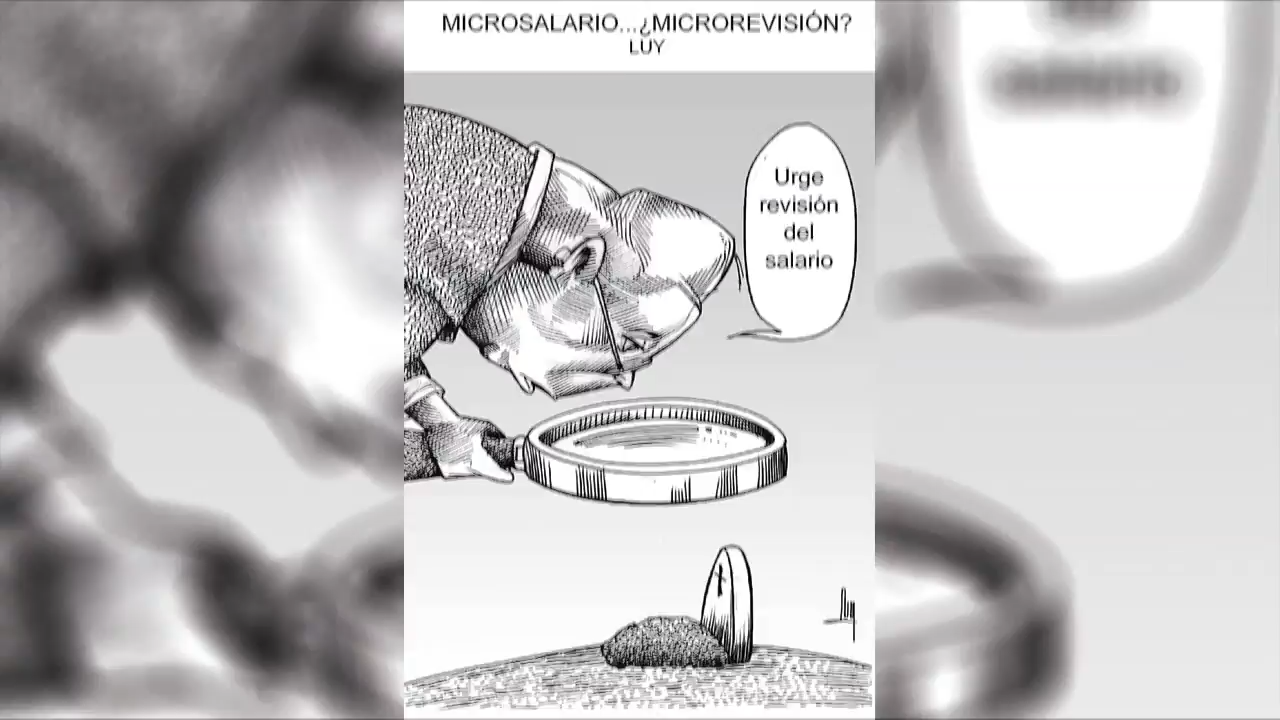 MICROSALARIO...¿MICROREVISIÓN?
LUY
Urge
revisión
del
salario